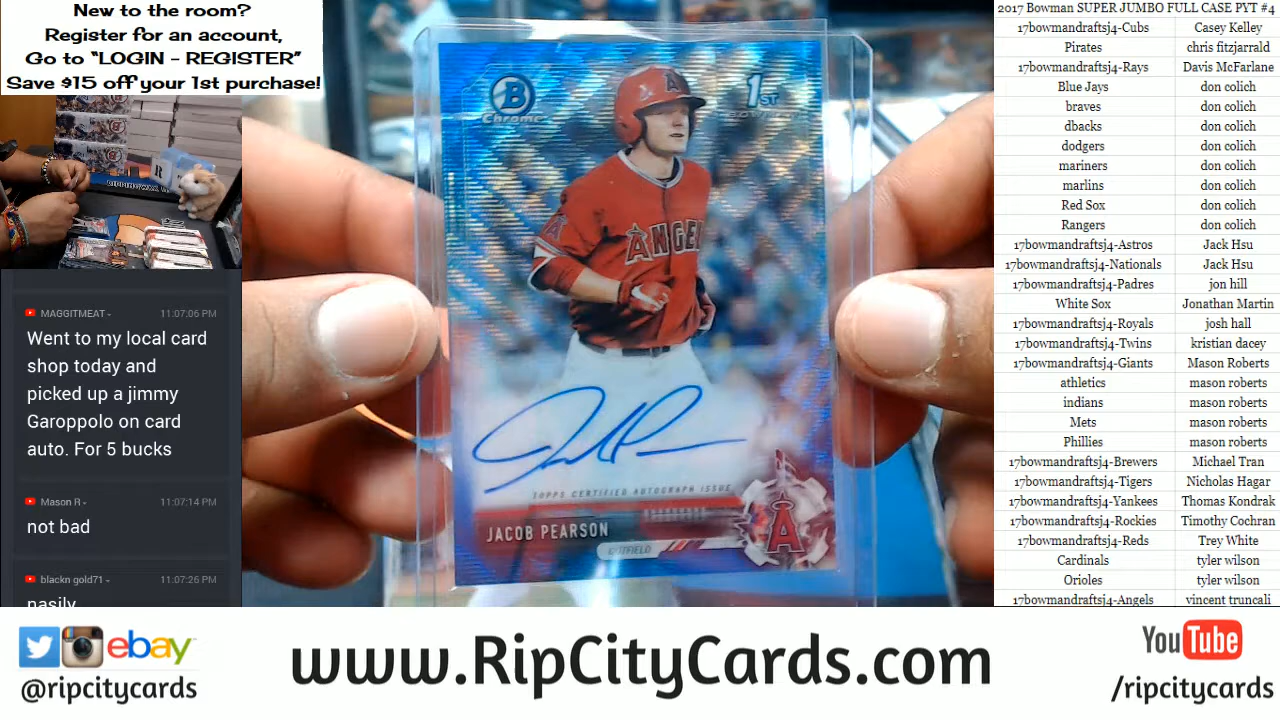 New to the room?
Register for an account,
Go to “LOGIN - REGISTER”
Save $15 off your 1st purchase!
MAGGITMEAT - 11:07:06 PM
Went to my local card
shop today and
picked up a jimmy
Garoppolo on card
auto. For 5 bucks
Mason R - 11:07:14 PM
not bad
blackn gold71 - 11:07:26 PM
nasily
B
Chrome
1ST
BOWMAN
ANGEL
TOPPS CERTIFIED AUTOGRAPH ISSUE
JACOB PEARSON
OUTFIELD
A
2017 Bowman SUPER JUMBO FULL CASE PYT #4
17bowmandraftsj4-Cubs Casey Kelley
Pirates chris fitzjarrald
17bowmandraftsj4-Rays Davis McFarlane
Blue Jays don colich
braves don colich
dbacks don colich
dodgers don colich
mariners don colich
marlins don colich
Red Sox don colich
Rangers don colich
17bowmandraftsj4-Astros Jack Hsu
17bowmandraftsj4-Nationals Jack Hsu
17bowmandraftsj4-Padres jon hill
White Sox Jonathan Martin
17bowmandraftsj4-Royals josh hall
17bowmandraftsj4-Twins kristian dacey
17bowmandraftsj4-Giants Mason Roberts
athletics mason roberts
indians mason roberts
Mets mason roberts
Phillies mason roberts
17bowmandraftsj4-Brewers Michael Tran
17bowmandraftsj4-Tigers Nicholas Hagar
17bowmandraftsj4-Yankees Thomas Kondrak
17bowmandraftsj4-Rockies Timothy Cochran
17bowmandraftsj4-Reds Trey White
Cardinals tyler wilson
Orioles tyler wilson
17bowmandraftsj4-Angels vincent truncali
ebay
@ripcitycards
www.RipCityCards.com
YouTube
/ripcitycards